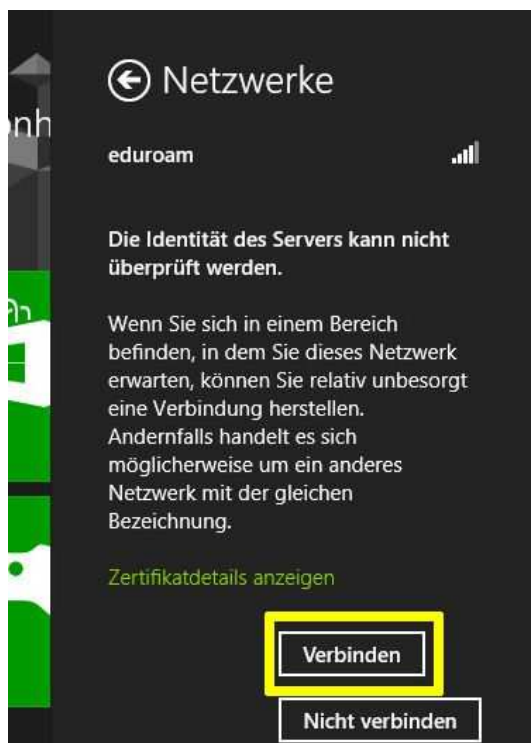 Netzwerke
onh
eduroam
Die Identität des Servers kann nicht
überprüft werden.
Wenn Sie sich in einem Bereich
befinden, in dem Sie dieses Netzwerk
erwarten, können Sie relativ unbesorgt
eine Verbindung herstellen.
Andernfalls handelt es sich
möglicherweise um ein anderes
Netzwerk mit der gleichen
Bezeichnung.
Zertifikatdetails anzeigen
Verbinden
Nicht verbinden